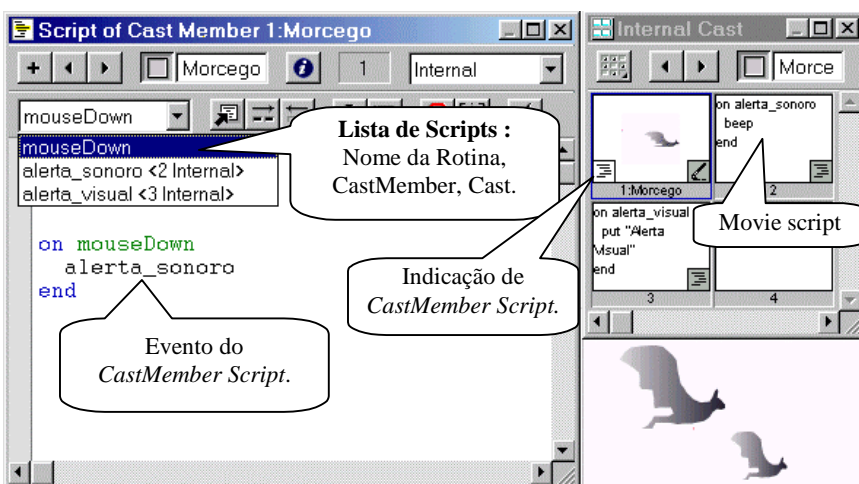 Script of Cast Member 1:Morcego
Morcego
1
Internal
mouseDown
mouseDown
alerta_sonoro <2 Internal>
alerta_visual <3 Internal>
on mouseDown
alerta_sonoro
end
Lista de Scripts :
Nome da Rotina,
CastMember, Cast.
Evento do
CastMember Script.
Indicação de
CastMember Script.
Internal Cast
Morce
1:Morcego
on alerta_sonoro
beep
end
2
Movie script
on alerta_visual
put "Alerta
Visual"
end
3
4